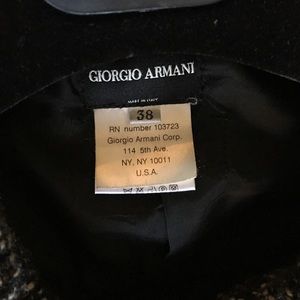 GIORGIO ARMANI
MADE IN ITALY
38
RN number 103723
Giorgio Armani Corp.
114 5th Ave.
NY, NY 10011
U.S.A.